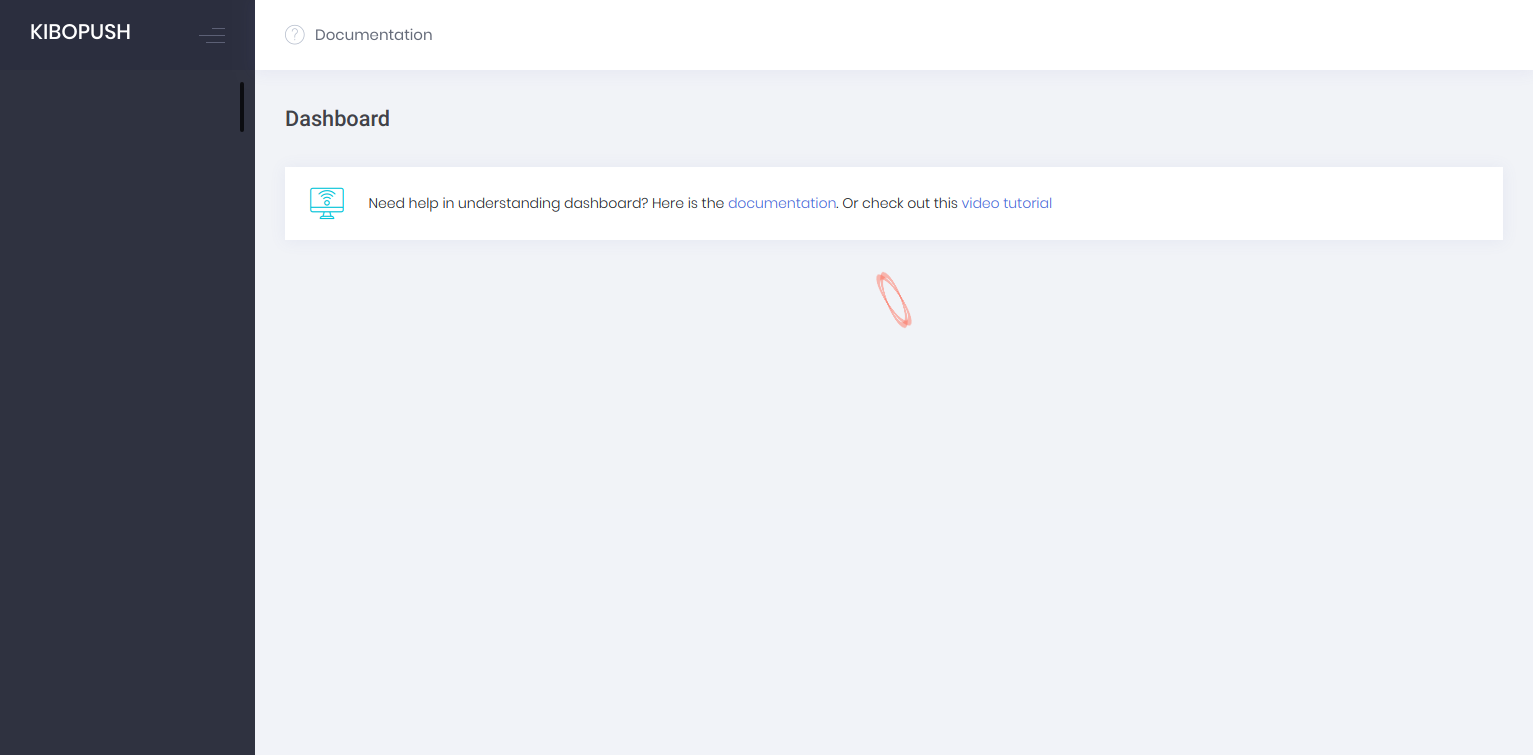 KIBOPUSH
Documentation
Dashboard
Need help in understanding dashboard? Here is the documentation. Or check out this video tutorial